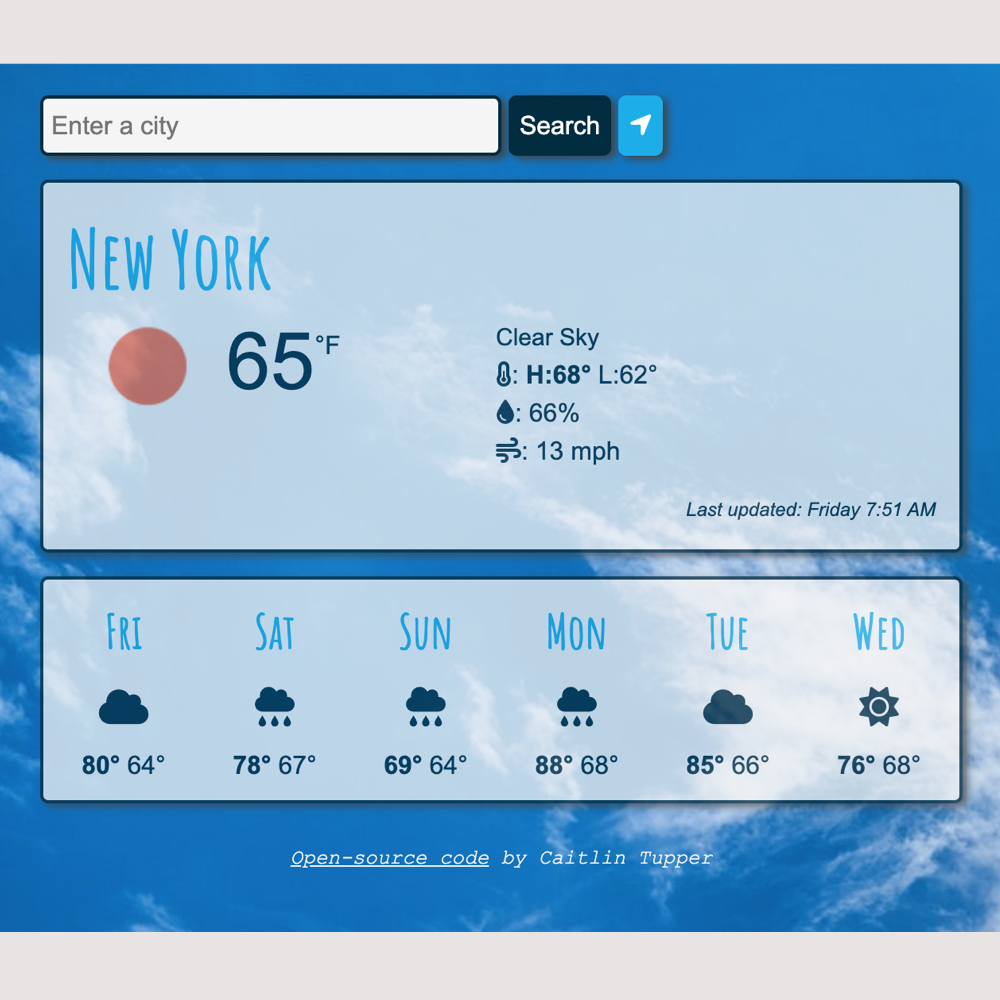 Enter a city Search
New York
65°F
Clear Sky
: H:68° L:62°
: 66%
: 13 mph
Last updated: Friday 7:51 AM
Fri Sat Sun Mon Tue Wed
80° 64° 78° 67° 69° 64° 88° 68° 85° 66° 76° 68°
Open-source code by Caitlin Tupper